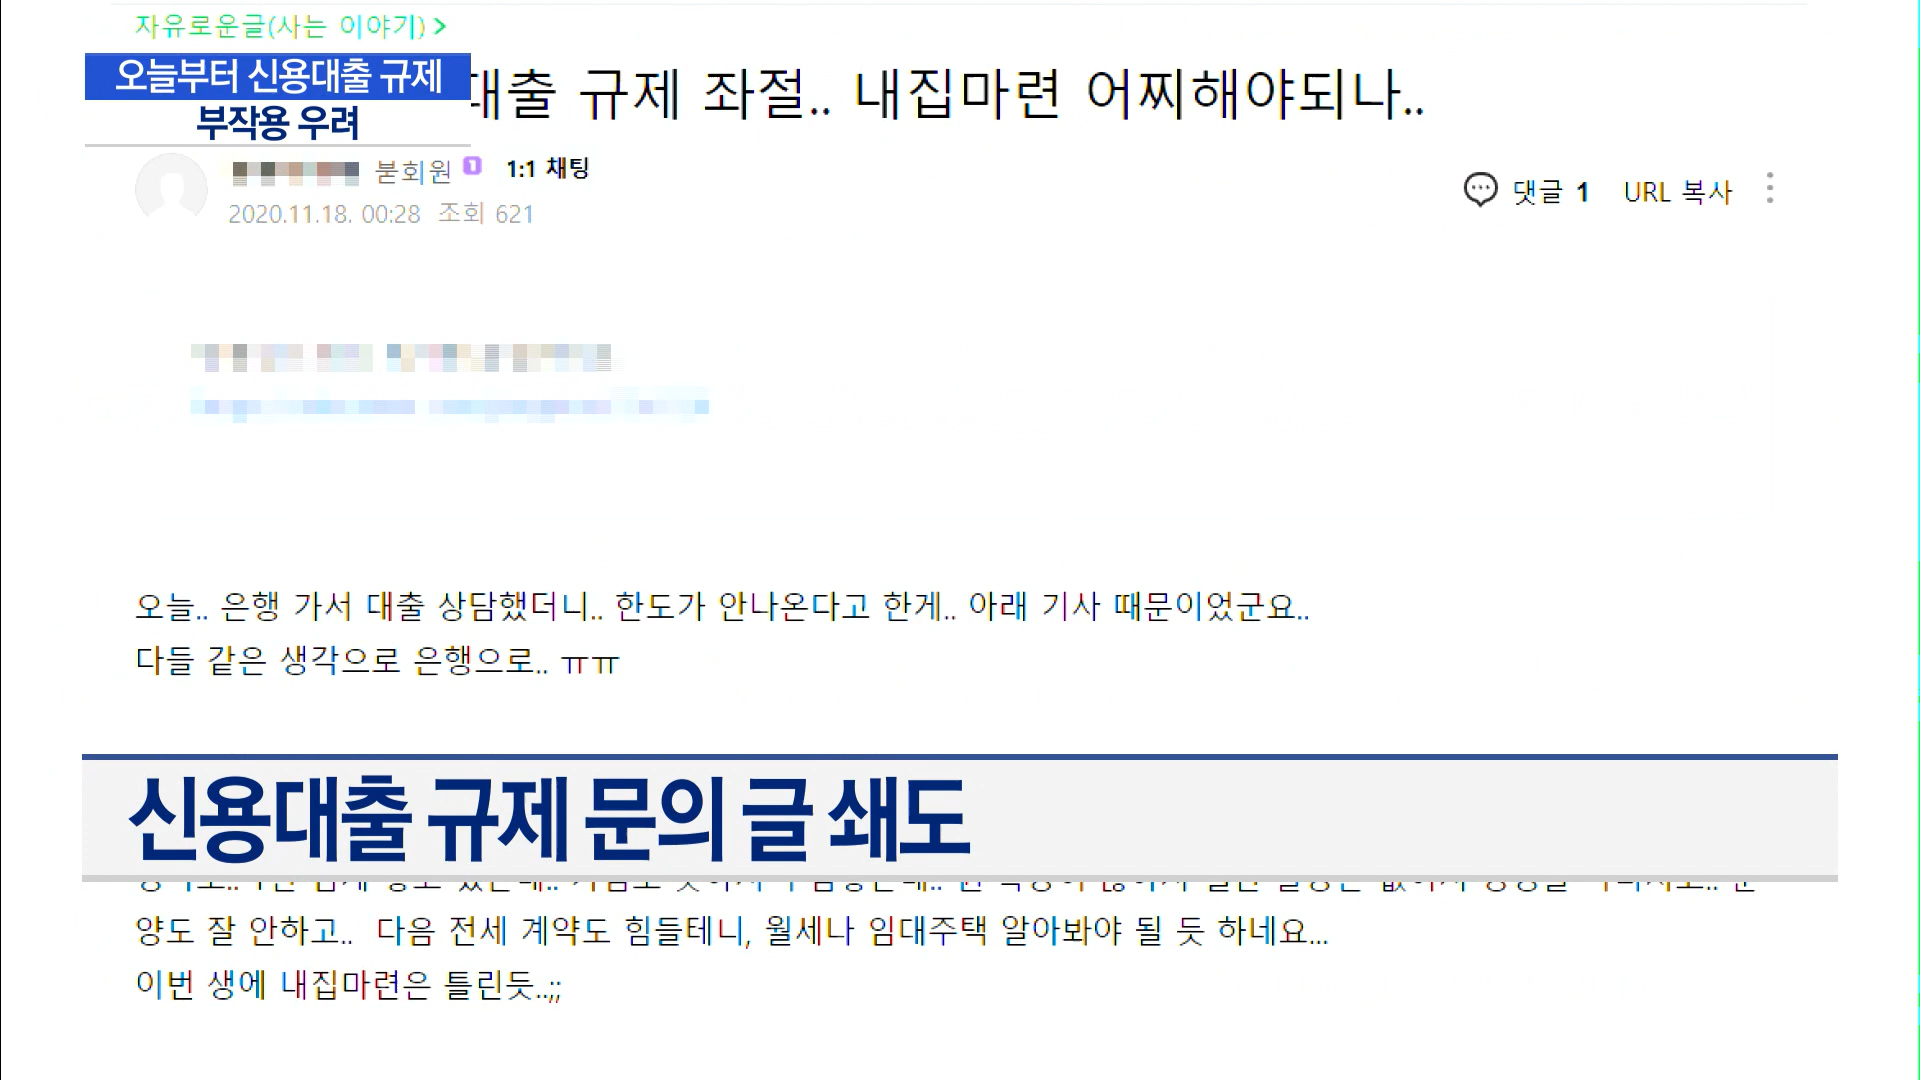 자유로운글(사는 이야기) >
오늘부터 신용대출 규제
부작용 우려
대출 규제 좌절.. 내집마련 어찌해야되나..
붇회원 1 1:1 채팅
2020.11.18. 00:28 조회 621
댓글 1 URL 복사
오늘.. 은행 가서 대출 상담했더니.. 한도가 안나온다고 한게.. 아래 기사 때문이었군요..
다들 같은 생각으로 은행으로.. ㅠㅠ
신용대출 규제 문의 글 쇄도
양도 잘 안하고.. 다음 전세 계약도 힘들테니, 월세나 임대주택 알아봐야 될 듯 하네요...
이번 생에 내집마련은 틀린듯..;;